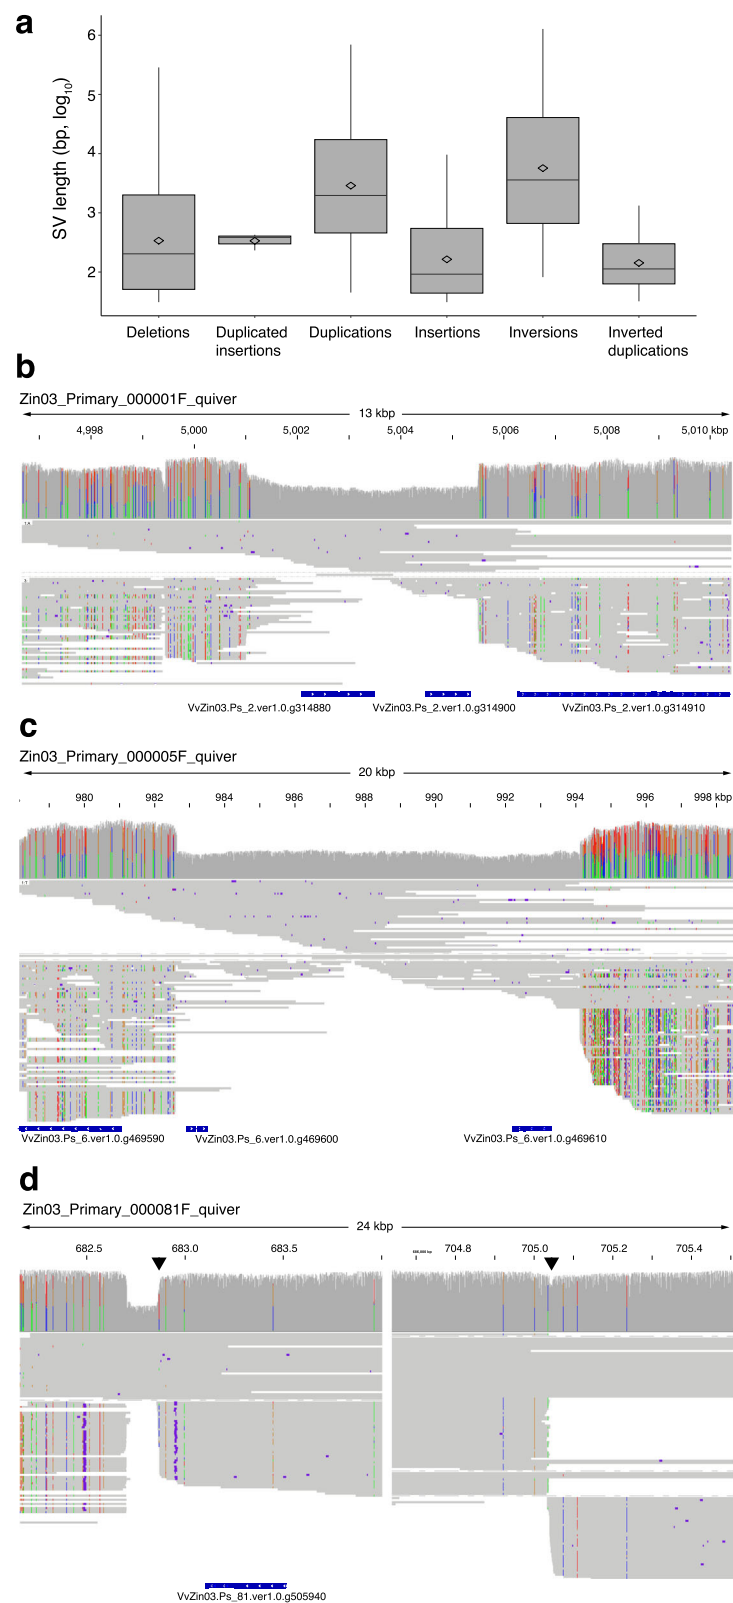 a
SV length (bp, log10)
6
5
4
3
2
Deletions
Duplicated
insertions
Duplications
Insertions
Inversions
Inverted
duplications
b
Zin03_Primary_000001F_quiver
13 kbp
4,998 5,000 5,002 5,004 5,006 5,008 5,010 kbp
VvZin03.Ps_2.ver1.0.g314880
VvZin03.Ps_2.ver1.0.g314900
VvZin03.Ps_2.ver1.0.g314910
c
Zin03_Primary_000005F_quiver
20 kbp
980 982 984 986 988 990 992 994 996 998 kbp
VvZin03.Ps_6.ver1.0.g469590
VvZin03.Ps_6.ver1.0.g469600
VvZin03.Ps_6.ver1.0.g469610
d
Zin03_Primary_000081F_quiver
24 kbp
682.5 683.0 683.5
704.8 705.0 705.2 705.4
VvZin03.Ps_81.ver1.0.g505940